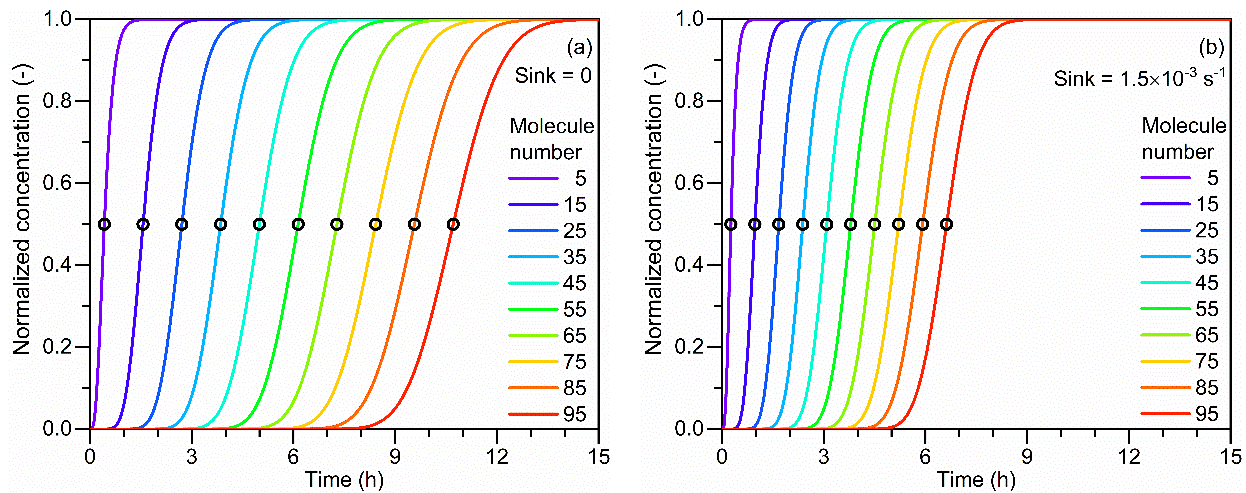 (a)
Sink = 0
Normalized concentration (-)
1.0
0.8
0.6
0.4
0.2
0.0
Molecule
number
5
15
25
35
45
55
65
75
85
95
0 3 6 9 12 15
Time (h)
(b)
Sink = 1.5×10⁻³ s⁻¹
Normalized concentration (-)
1.0
0.8
0.6
0.4
0.2
0.0
Molecule
number
5
15
25
35
45
55
65
75
85
95
0 3 6 9 12 15
Time (h)